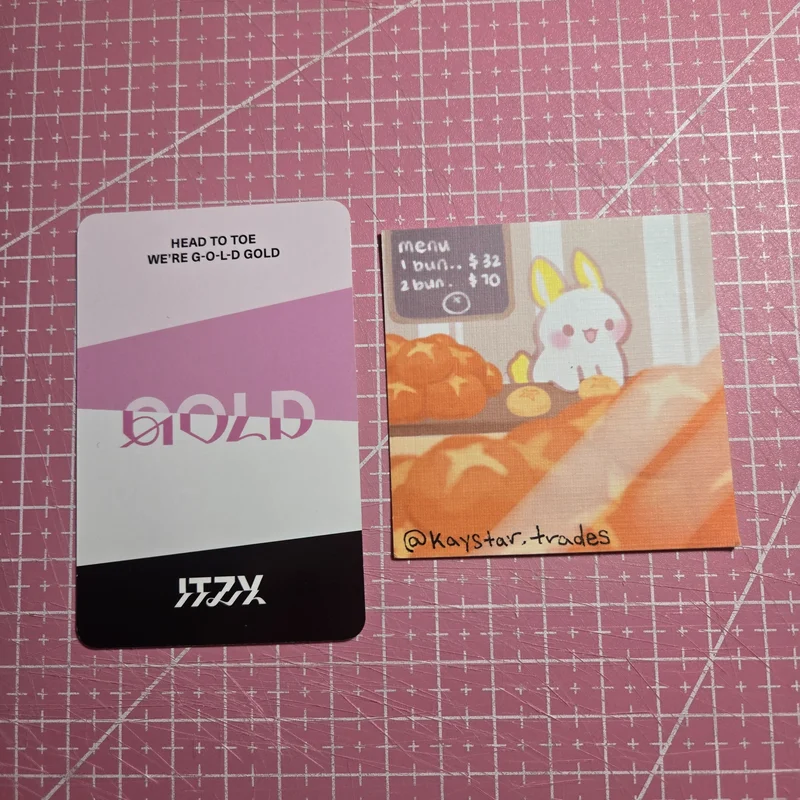 HEAD TO TOE
WE'RE G-O-L-D GOLD
GOLD
ITZY
menu
1 bun.. $32
2 bun. $70
@kaystar.trades